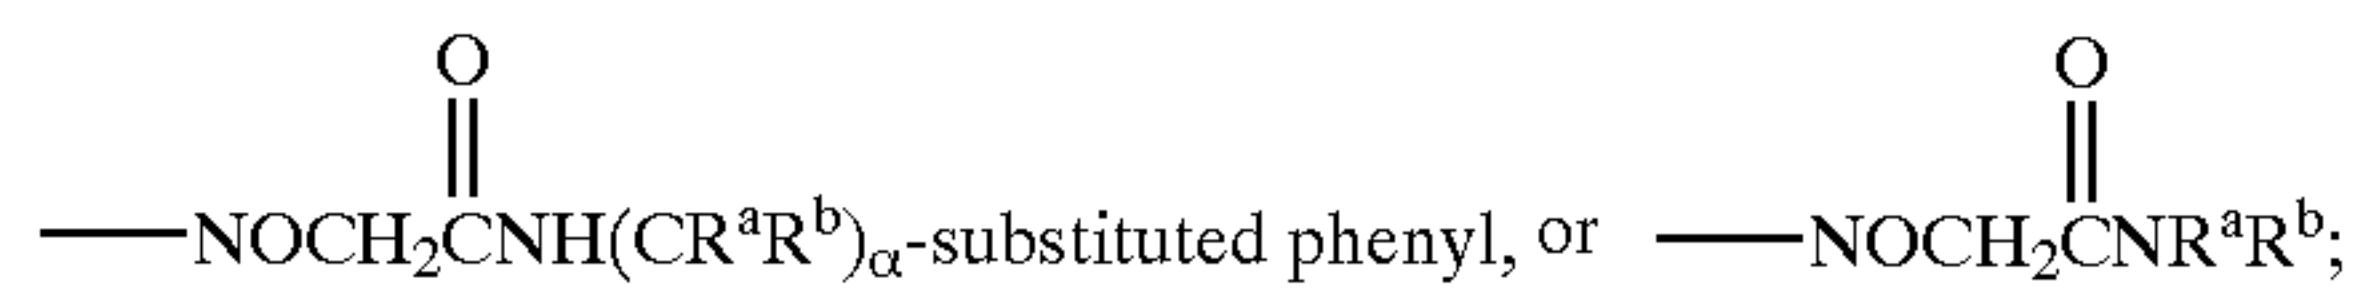 O O
—NOCH₂CNH(CRᵃRᵇ)α-substituted phenyl, or —NOCH₂CNRᵃRᵇ;